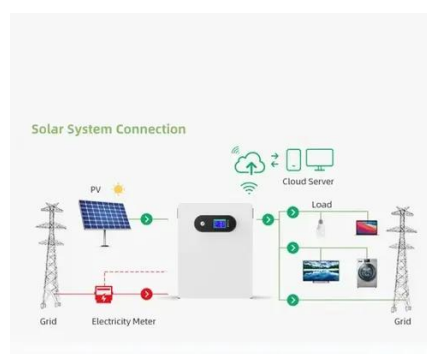 Solar System Connection
Cloud Server
PV
Load
Grid
Electricity Meter
Grid